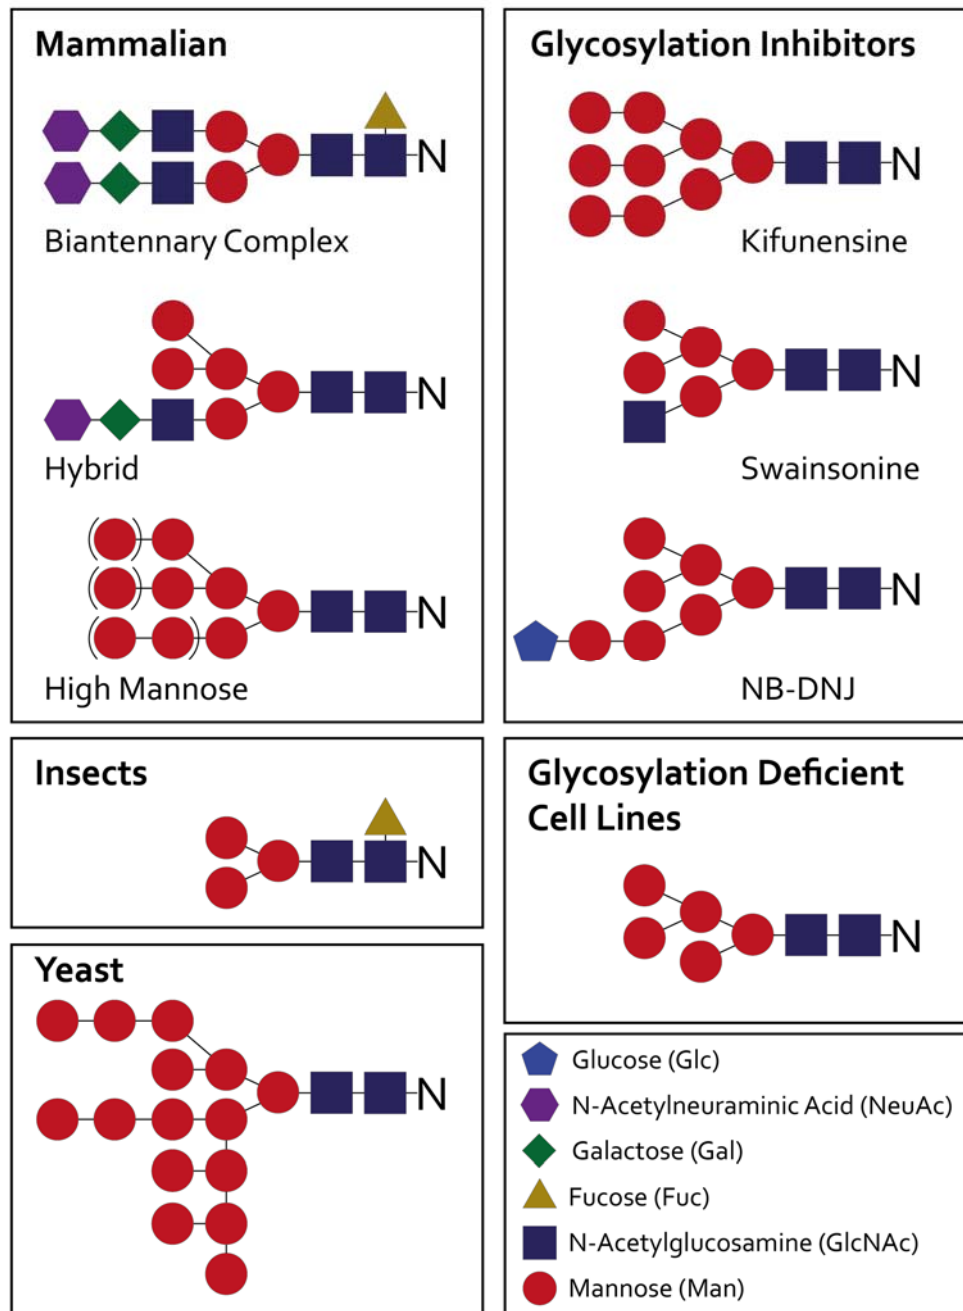 Mammalian
N
Biantennary Complex
N
Hybrid
N
High Mannose
Glycosylation Inhibitors
N
Kifunensine
N
Swainsonine
N
NB-DNJ
Insects
N
Yeast
N
Glycosylation Deficient
Cell Lines
N
Glucose (Glc)
N-Acetylneuraminic Acid (NeuAc)
Galactose (Gal)
Fucose (Fuc)
N-Acetylglucosamine (GlcNAc)
Mannose (Man)